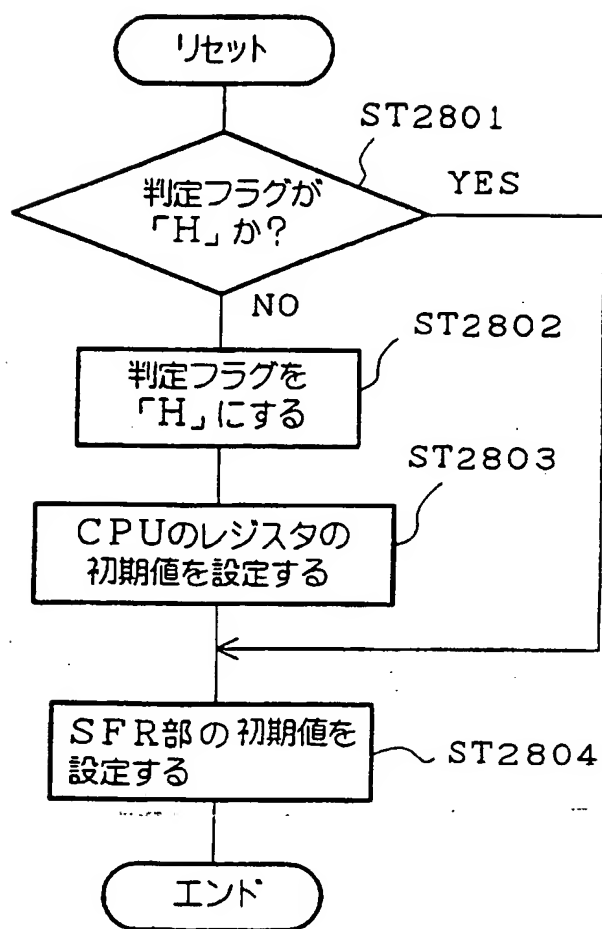 リセット
ST2801
判定フラグが
「H」か?
YES
NO
ST2802
判定フラグを
「H」にする
ST2803
CPUのレジスタの
初期値を設定する
SFR部の初期値を
設定する
ST2804
エンド